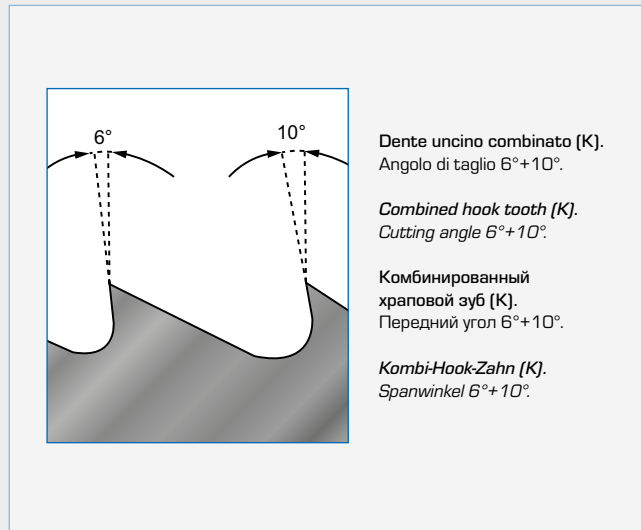 6°
10°
Dente uncino combinato (K).
Angolo di taglio 6°+10°.
Combined hook tooth (K).
Cutting angle 6°+10°.
Комбинированный
храповой зуб (K).
Передний угол 6°+10°.
Kombi-Hook-Zahn (K).
Spanwinkel 6°+10°.